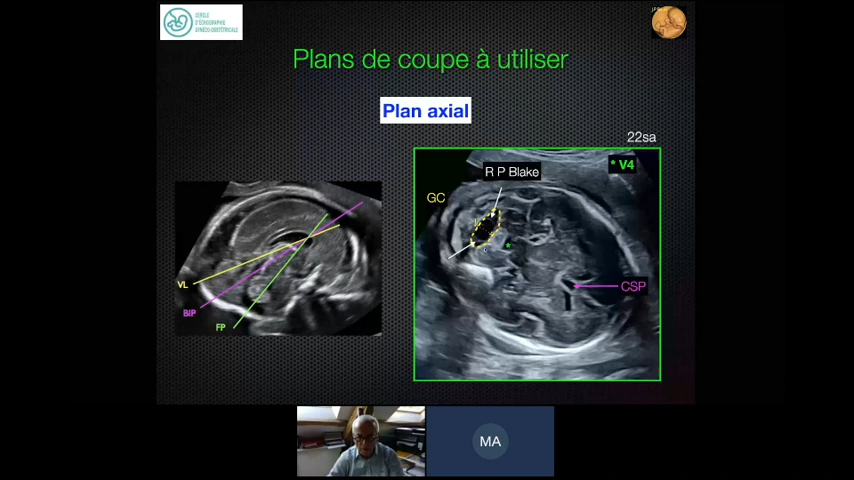 CERCLE
D'ÉCHOGRAPHIE
GYNÉCO-OBSTÉTRICALE
Plans de coupe à utiliser
Plan axial
22sa
* V4
R P Blake
GC
*
CSP
VL
BIP
FP
MA